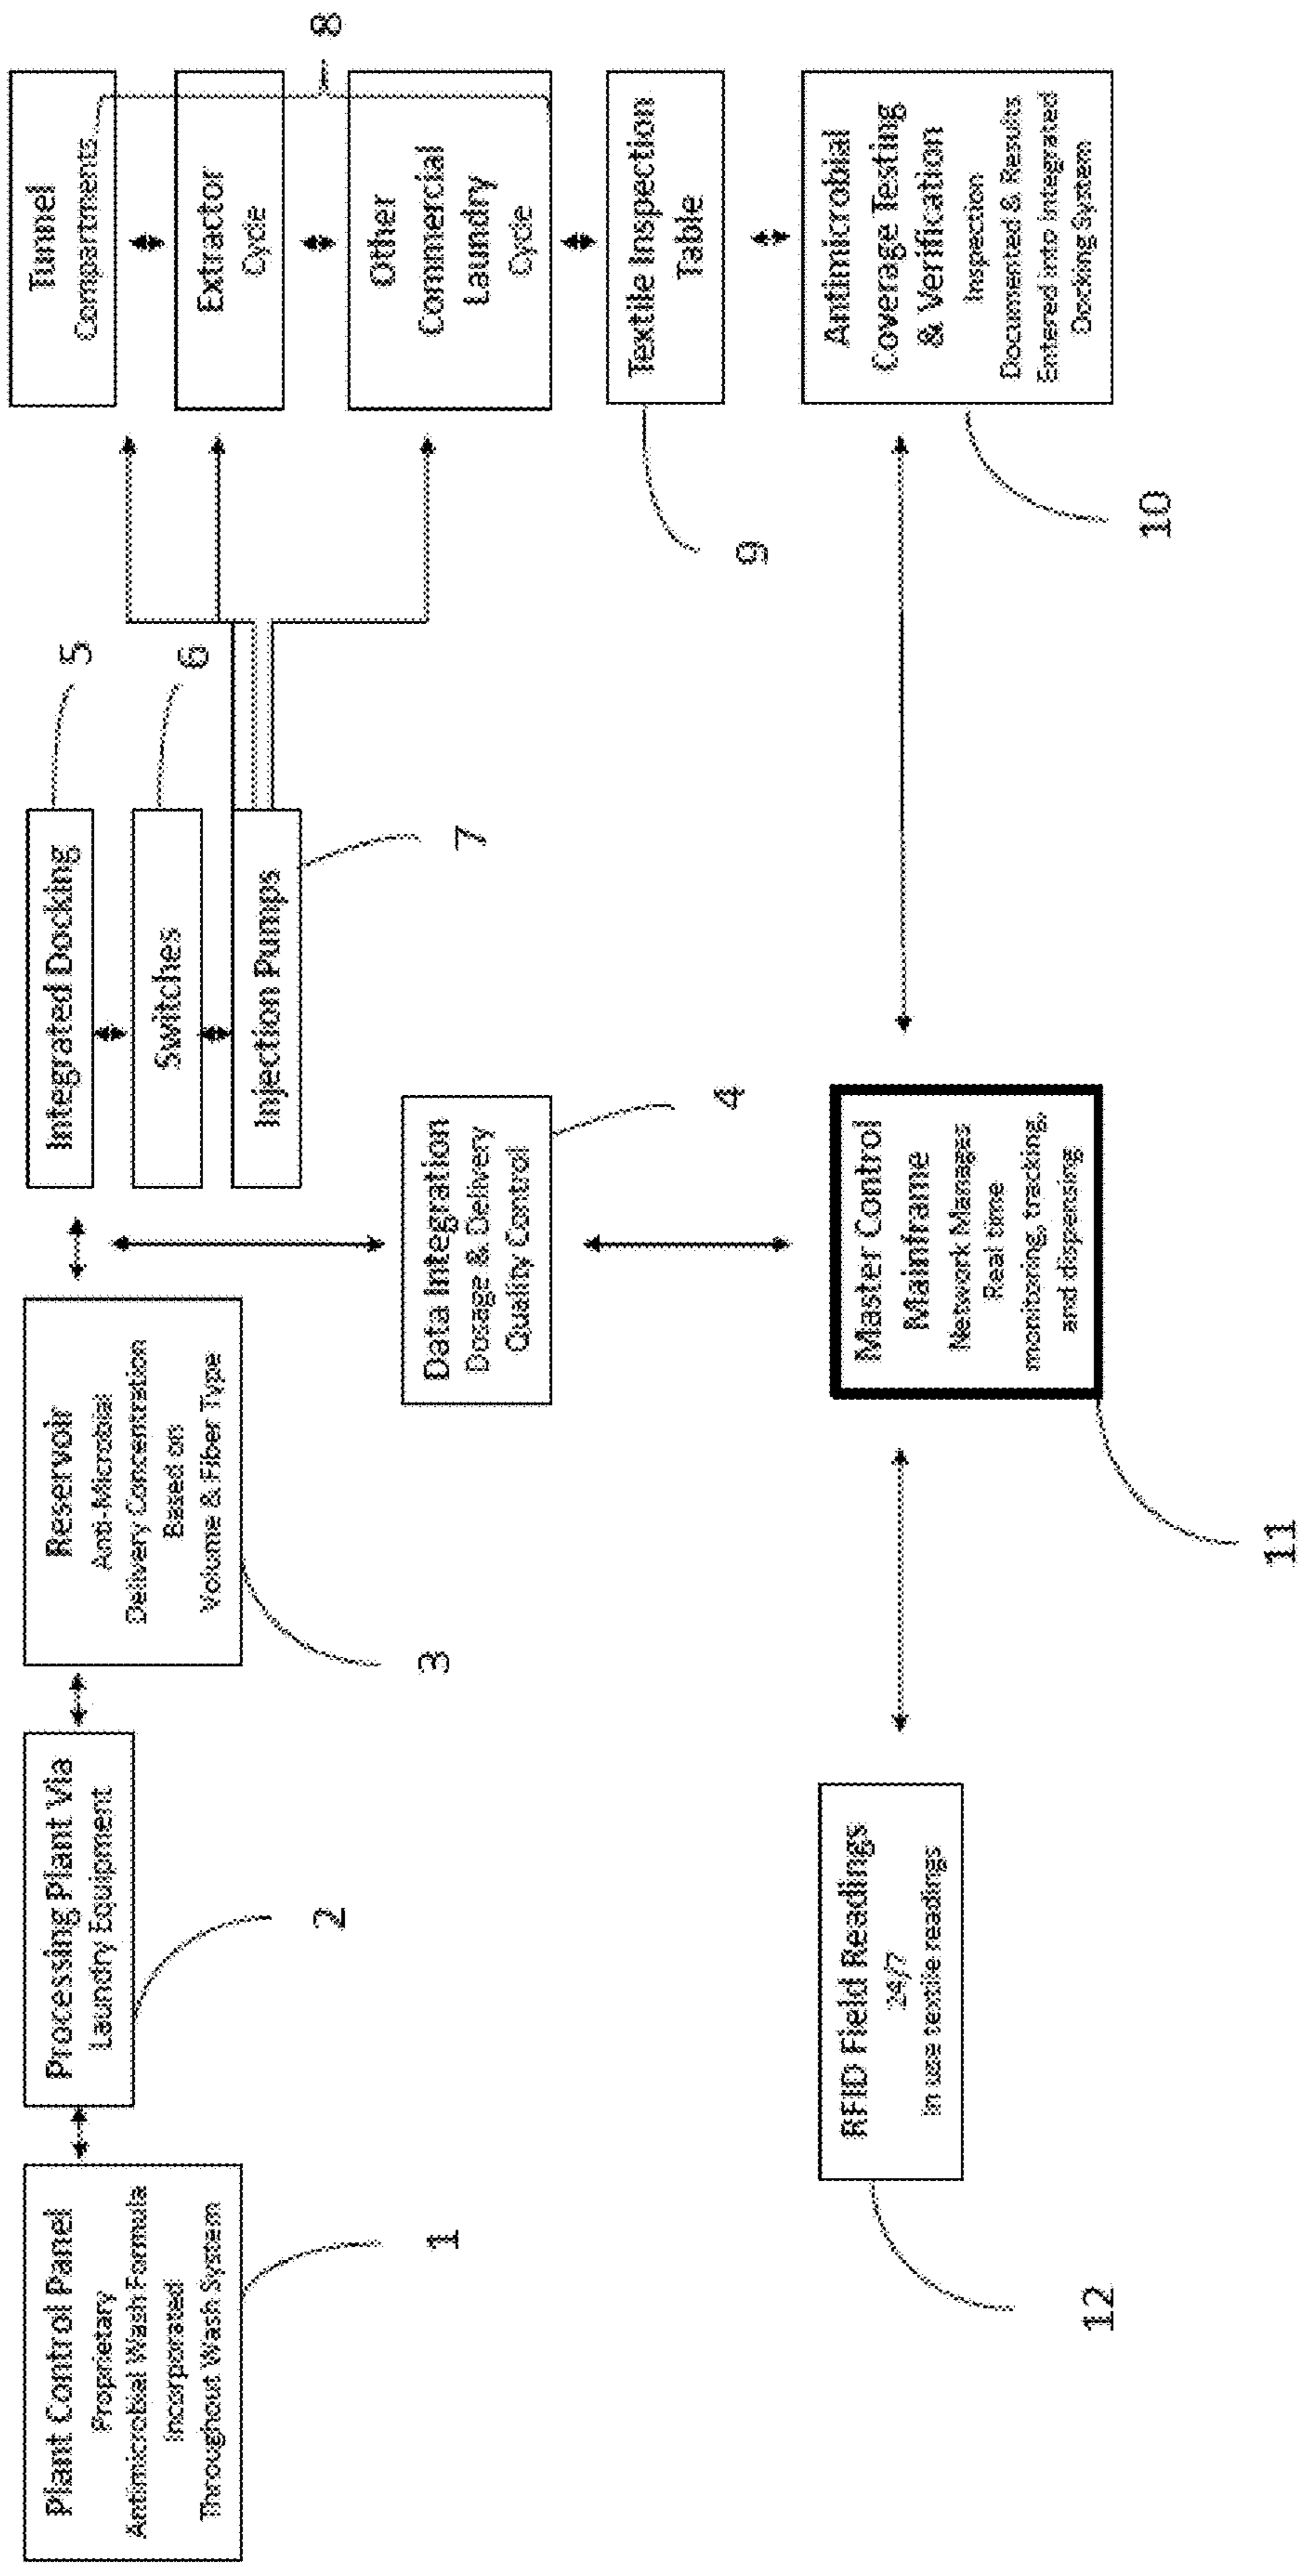 Plant Control Panel
Proprietary
Antimicrobial Wash Formula
Incorporated
Throughout Wash System
1
Processing Plant Via
Laundry Equipment
2
Reservoir
Anti-Microbial
Delivery Concentration
Based on
Volume & Fiber Type
3
Data Integration
Dosage & Delivery
Quality Control
4
Integrated Docking
5
Switches
6
Injection Pumps
7
Tunnel
Compartments
Extractor
Cycle
Other
Commercial
Laundry
Cycle
8
Textile Inspection
Table
9
Antimicrobial
Coverage Testing
& Verification
Inspection
Documented & Results
Entered into Integrated
Docking System
10
Master Control
Mainframe
Network Manages
Real time
monitoring, tracking,
and dispensing
11
RFID Field Readings
24/7
In use textile readings
12